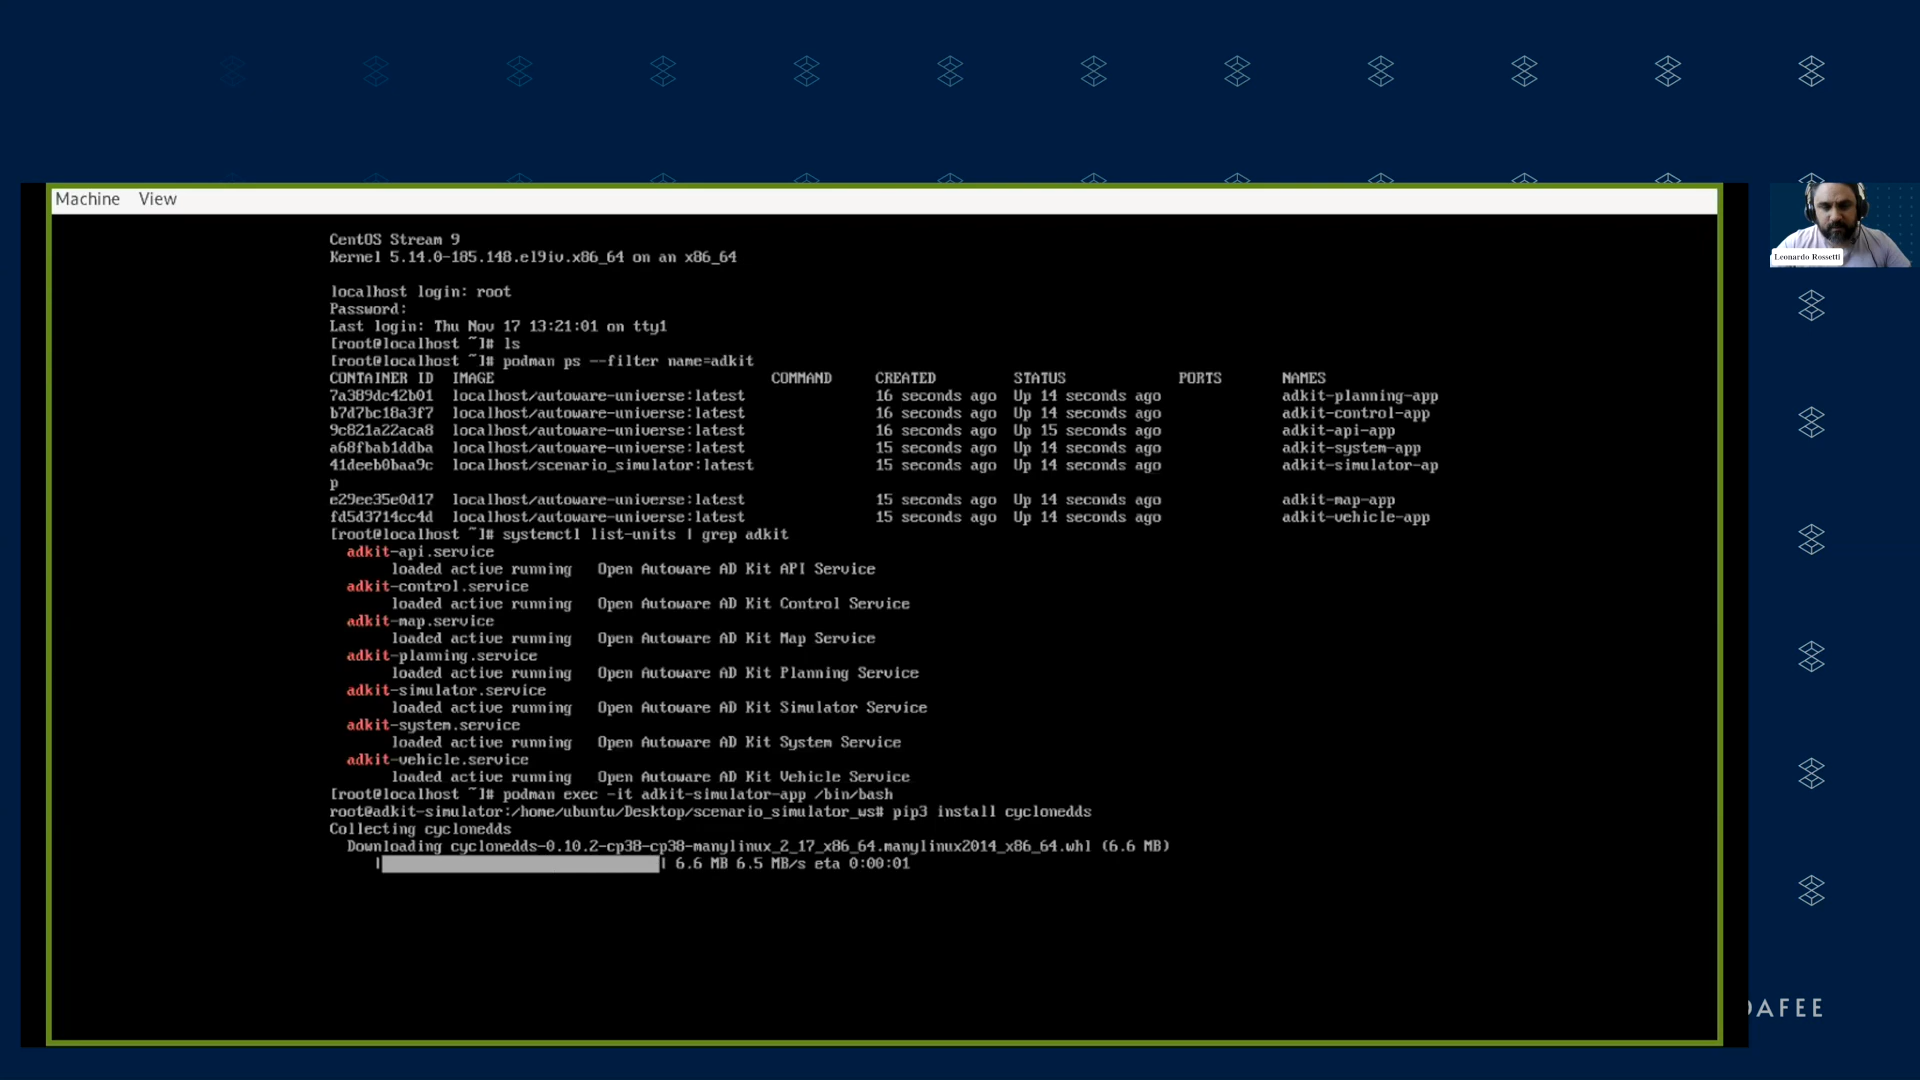 Machine View
CentOS Stream 9
Kernel 5.14.0-185.148.el9iv.x86_64 on an x86_64
localhost login: root
Password:
Last login: Thu Nov 17 13:21:01 on tty1
[root@localhost ~]# ls
[root@localhost ~]# podman ps --filter name=adkit
CONTAINER ID IMAGE COMMAND CREATED STATUS PORTS NAMES
7a389dc42b01 localhost/autoware-universe:latest 16 seconds ago Up 14 seconds ago adkit-planning-app
b7d7bc18a3f7 localhost/autoware-universe:latest 16 seconds ago Up 14 seconds ago adkit-control-app
9c821a22aca8 localhost/autoware-universe:latest 16 seconds ago Up 15 seconds ago adkit-api-app
a68fbab1ddba localhost/autoware-universe:latest 15 seconds ago Up 14 seconds ago adkit-system-app
41deeb0baa9c localhost/scenario_simulator:latest 15 seconds ago Up 14 seconds ago adkit-simulator-ap
p
e29ee35e0d17 localhost/autoware-universe:latest 15 seconds ago Up 14 seconds ago adkit-map-app
fd5d3714cc4d localhost/autoware-universe:latest 15 seconds ago Up 14 seconds ago adkit-vehicle-app
[root@localhost ~]# systemctl list-units | grep adkit
adkit-api.service
loaded active running Open Autoware AD Kit API Service
adkit-control.service
loaded active running Open Autoware AD Kit Control Service
adkit-map.service
loaded active running Open Autoware AD Kit Map Service
adkit-planning.service
loaded active running Open Autoware AD Kit Planning Service
adkit-simulator.service
loaded active running Open Autoware AD Kit Simulator Service
adkit-system.service
loaded active running Open Autoware AD Kit System Service
adkit-vehicle.service
loaded active running Open Autoware AD Kit Vehicle Service
[root@localhost ~]# podman exec -it adkit-simulator-app /bin/bash
root@adkit-simulator:/home/ubuntu/Desktop/scenario_simulator_ws# pip3 install cyclonedds
Collecting cyclonedds
Downloading cyclonedds-0.10.2-cp38-cp38-manylinux_2_17_x86_64.manylinux2014_x86_64.whl (6.6 MB)
| | 6.6 MB 6.5 MB/s eta 0:00:01
Leonardo Rossetti
OAFEE